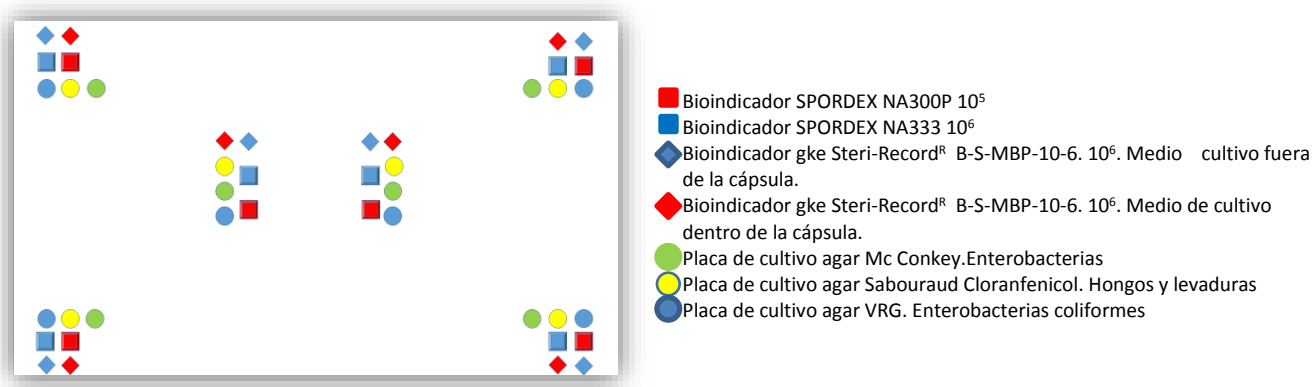 Bioindicador SPORDEX NA300P 10⁵
Bioindicador SPORDEX NA333 10⁶
Bioindicador gke Steri-Recordᴿ B-S-MBP-10-6. 10⁶. Medio cultivo fuera
de la cápsula.
Bioindicador gke Steri-Recordᴿ B-S-MBP-10-6. 10⁶. Medio de cultivo
dentro de la cápsula.
Placa de cultivo agar Mc Conkey.Enterobacterias
Placa de cultivo agar Sabouraud Cloranfenicol. Hongos y levaduras
Placa de cultivo agar VRG. Enterobacterias coliformes